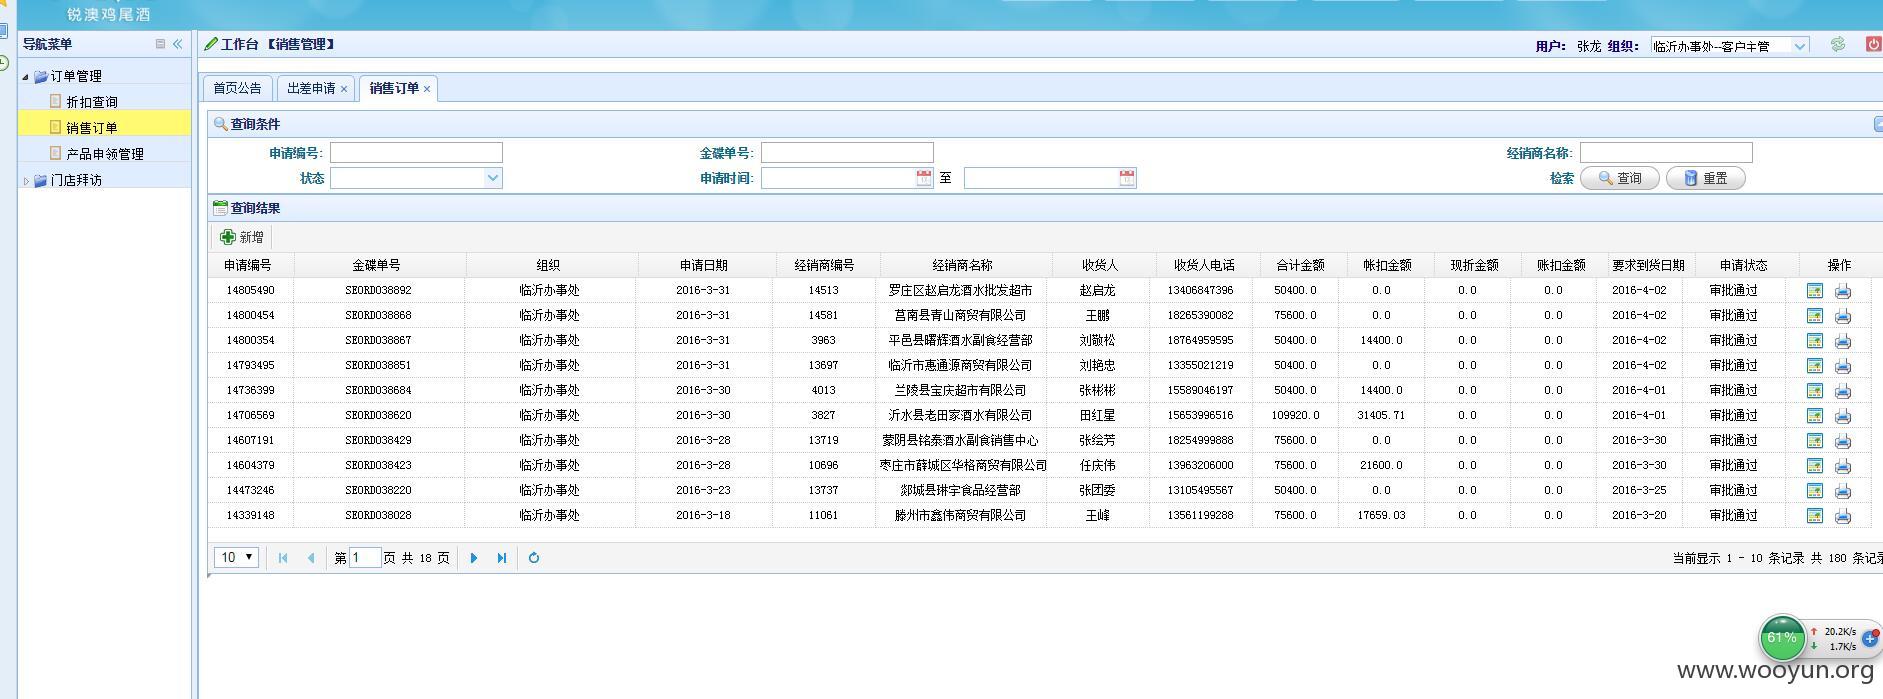 锐澳鸡尾酒
导航菜单
工作台 【销售管理】
用户: 张龙 组织: 临沂办事处--客户主管
订单管理
折扣查询
销售订单
产品申领管理
门店拜访
首页公告 出差申请 × 销售订单 ×
查询条件
申请编号: 金碟单号: 经销商名称:
状态 申请时间: 至 检索 查询 重置
查询结果
新增
申请编号 金碟单号 组织 申请日期 经销商编号 经销商名称 收货人 收货人电话 合计金额 帐扣金额 现折金额 账扣金额 要求到货日期 申请状态 操作
14805490 SEORD038892 临沂办事处 2016-3-31 14513 罗庄区赵启龙酒水批发超市 赵启龙 13406847396 50400.0 0.0 0.0 0.0 2016-4-02 审批通过
14800454 SEORD038868 临沂办事处 2016-3-31 14581 莒南县青山商贸有限公司 王鹏 18265390082 75600.0 0.0 0.0 0.0 2016-4-02 审批通过
14800354 SEORD038867 临沂办事处 2016-3-31 3963 平邑县曙辉酒水副食经营部 刘敬松 18764959595 50400.0 14400.0 0.0 0.0 2016-4-02 审批通过
14793495 SEORD038851 临沂办事处 2016-3-31 13697 临沂市惠通源商贸有限公司 刘艳忠 13355021219 50400.0 0.0 0.0 0.0 2016-4-02 审批通过
14736399 SEORD038684 临沂办事处 2016-3-30 4013 兰陵县宝庆超市有限公司 张彬彬 15589046197 50400.0 14400.0 0.0 0.0 2016-4-01 审批通过
14706569 SEORD038620 临沂办事处 2016-3-30 3827 沂水县老田家酒水有限公司 田红星 15653996516 109920.0 31405.71 0.0 0.0 2016-4-01 审批通过
14607191 SEORD038429 临沂办事处 2016-3-28 13719 蒙阴县铭泰酒水副食销售中心 张绘芳 18254999888 75600.0 0.0 0.0 0.0 2016-3-30 审批通过
14604379 SEORD038423 临沂办事处 2016-3-28 10696 枣庄市薛城区华格商贸有限公司 任庆伟 13963206000 75600.0 21600.0 0.0 0.0 2016-3-30 审批通过
14473246 SEORD038220 临沂办事处 2016-3-23 13737 郯城县琳宇食品经营部 张团委 13105495567 50400.0 0.0 0.0 0.0 2016-3-25 审批通过
14339148 SEORD038028 临沂办事处 2016-3-18 11061 滕州市鑫伟商贸有限公司 王峰 13561199288 75600.0 17659.03 0.0 0.0 2016-3-20 审批通过
10 第 1 页 共 18 页 当前显示 1 - 10 条记录 共 180 条记录
61% 20.2K/s
1.7K/s
www.wooyun.org